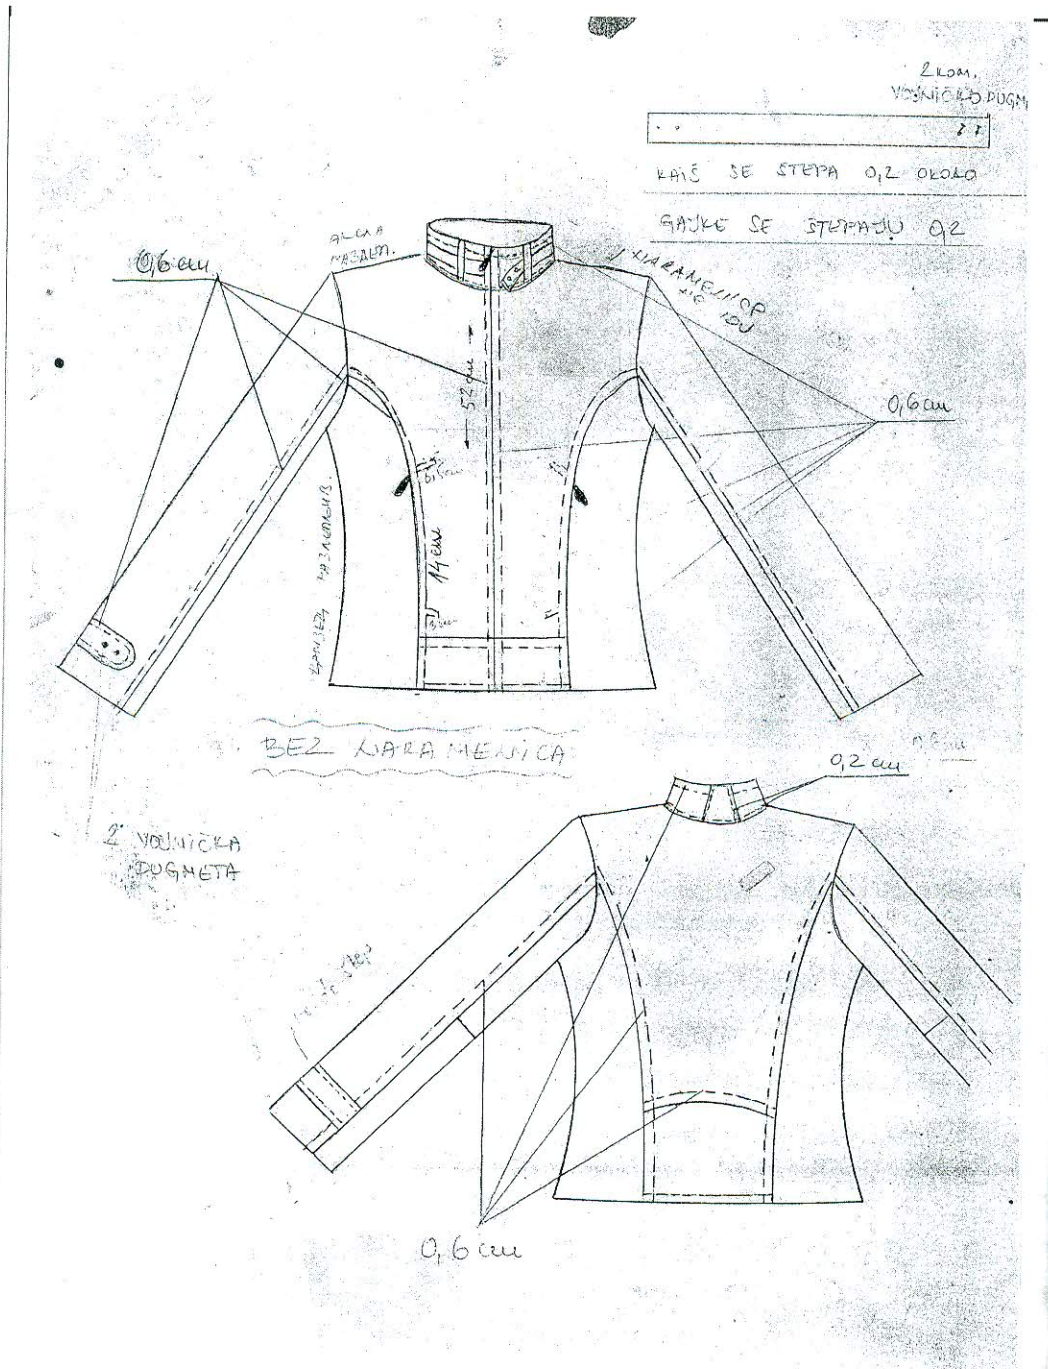 2 kom.
VOJNIČKO DUGM
KAIŠ SE ŠTEPA 0,2 OKOLO
GAJKE SE ŠTEPAJU 0,2
0,6 cm
NARAMENICE
NE IDU
52 cm
0,6 cm
14 cm
BEZ NARAMENICA
0,2 cm
2 VOJNIČKA
DUGMETA
0,6 cm